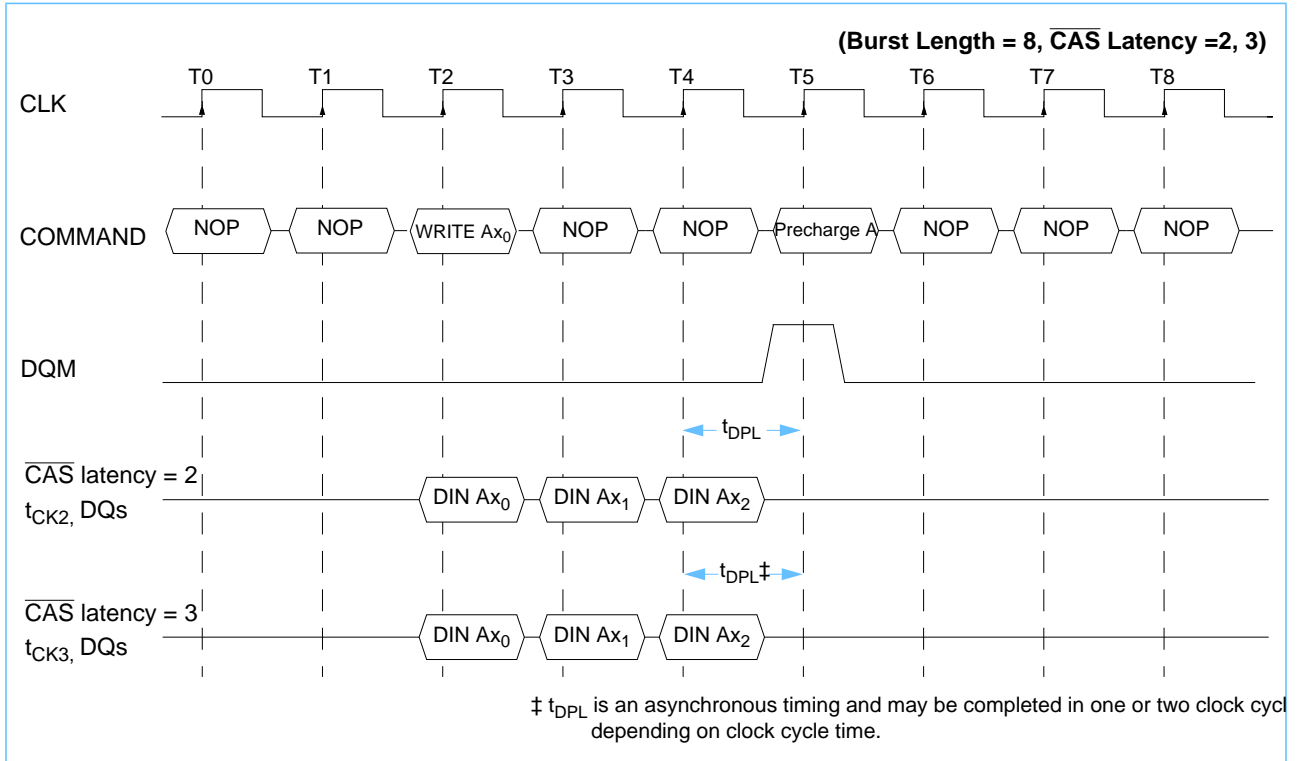 (Burst Length = 8, CAS Latency =2, 3)
T0 T1 T2 T3 T4 T5 T6 T7 T8
CLK
COMMAND NOP NOP WRITE Ax0 NOP NOP Precharge A NOP NOP NOP
DQM
tDPL
CAS latency = 2
tCK2, DQs DIN Ax0 DIN Ax1 DIN Ax2
tDPL‡
CAS latency = 3
tCK3, DQs DIN Ax0 DIN Ax1 DIN Ax2
‡ tDPL is an asynchronous timing and may be completed in one or two clock cycl
depending on clock cycle time.